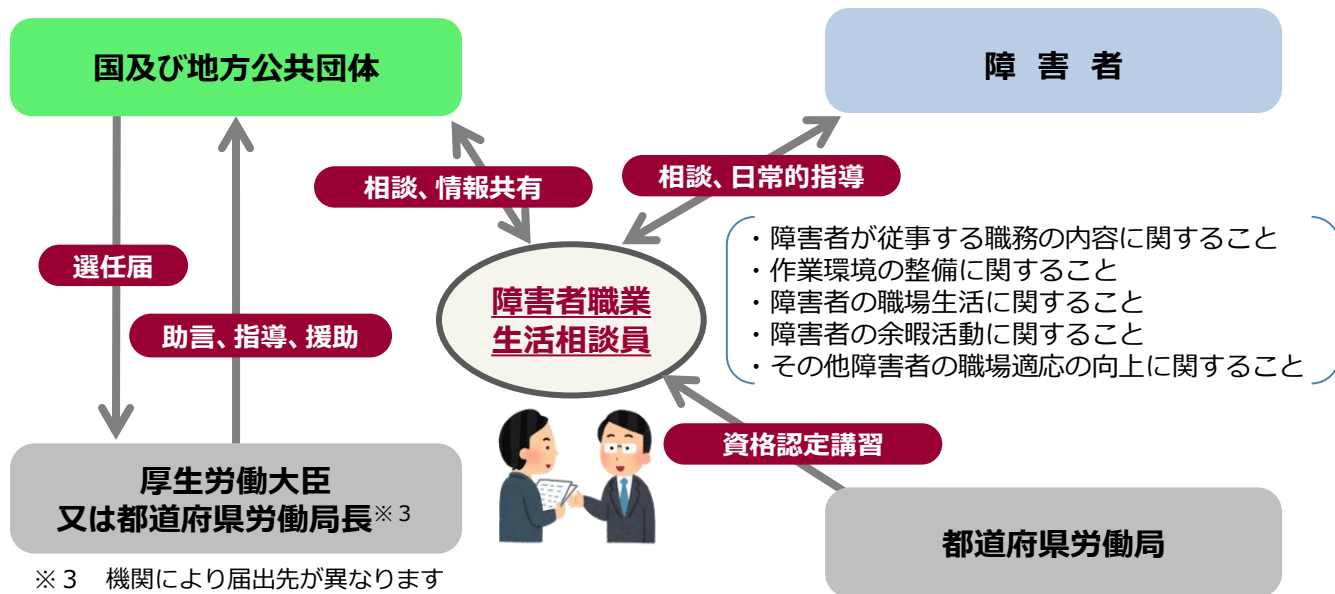 国及び地方公共団体
障 害 者
相談、情報共有
相談、日常的指導
選任届
助言、指導、援助
障害者職業
生活相談員
・障害者が従事する職務の内容に関すること
・作業環境の整備に関すること
・障害者の職場生活に関すること
・障害者の余暇活動に関すること
・その他障害者の職場適応の向上に関すること
資格認定講習
厚生労働大臣
又は都道府県労働局長※3
都道府県労働局
※3 機関により届出先が異なります